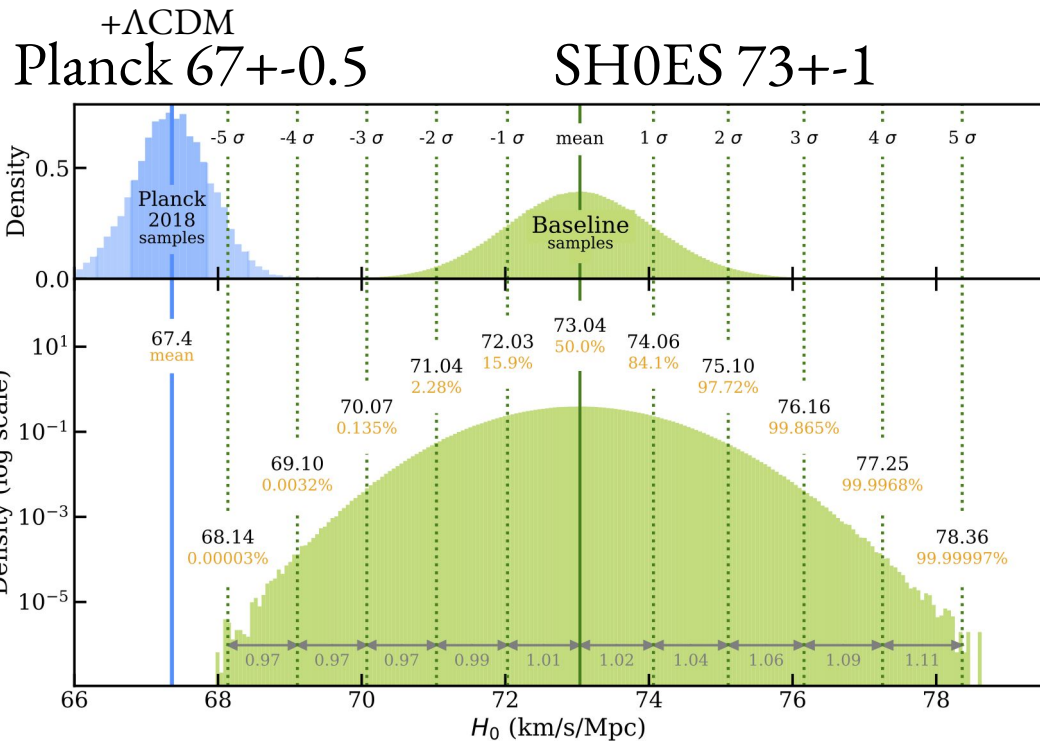 +ΛCDM
Planck 67+-0.5 SH0ES 73+-1
-5 σ -4 σ -3 σ -2 σ -1 σ mean 1 σ 2 σ 3 σ 4 σ 5 σ
Density
0.5
0.0
Planck
2018
samples
Baseline
samples
67.4
mean
73.04
50.0%
72.03
15.9%
74.06
84.1%
71.04
2.28%
75.10
97.72%
70.07
0.135%
76.16
99.865%
69.10
0.0032%
77.25
99.9968%
68.14
0.00003%
78.36
99.99997%
Density (log scale)
10¹
10⁻¹
10⁻³
10⁻⁵
0.97 0.97 0.97 0.99 1.01 1.02 1.04 1.06 1.09 1.11
66 68 70 72 74 76 78
H₀ (km/s/Mpc)